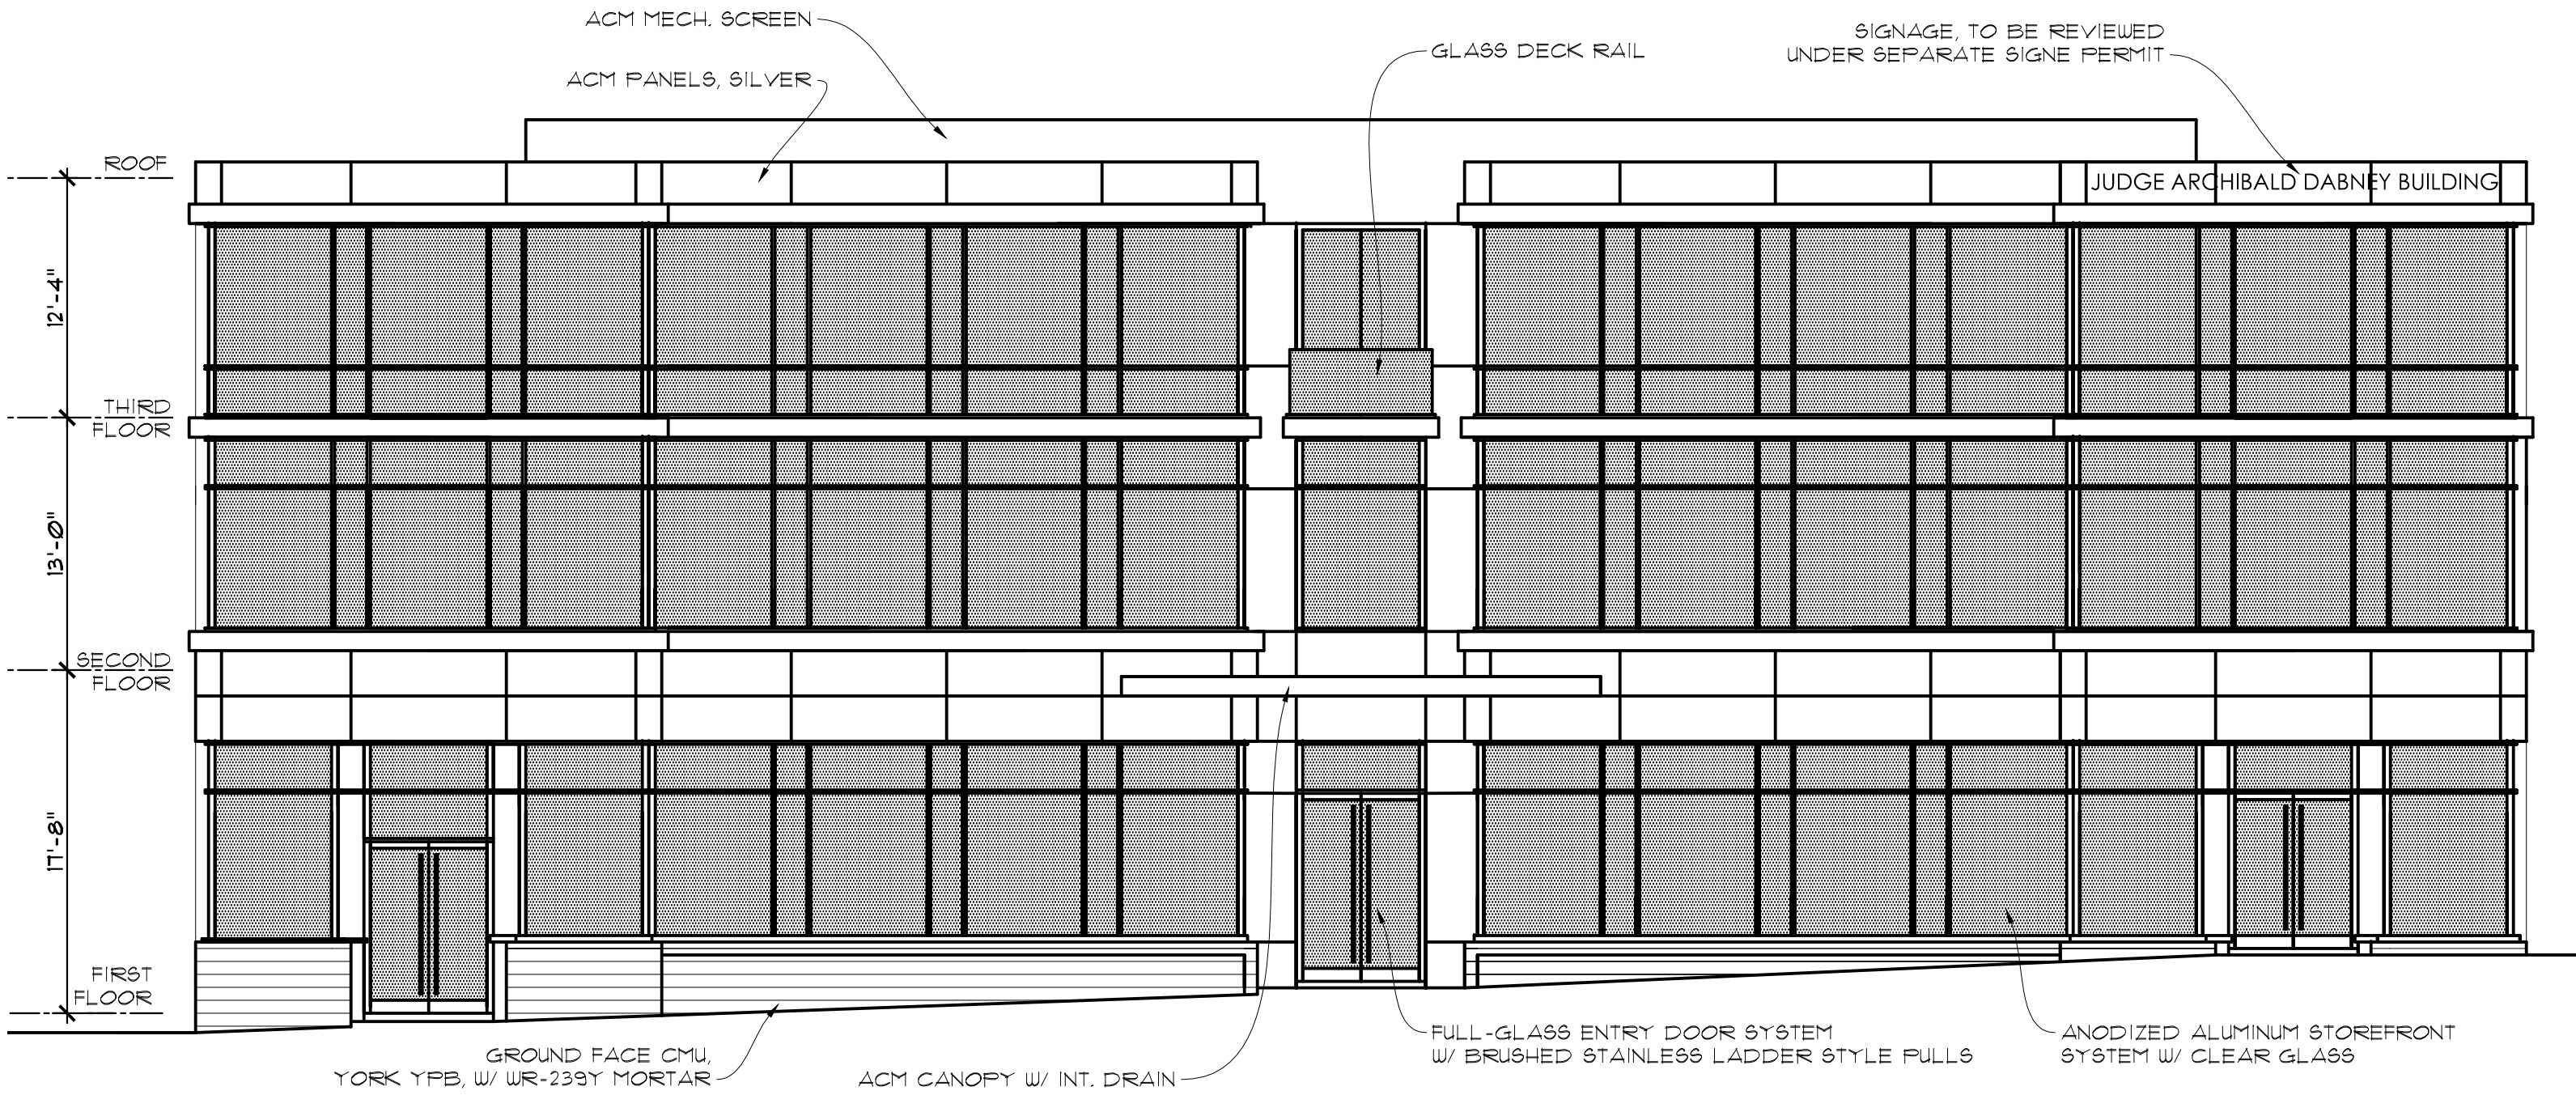 ACM MECH. SCREEN
ACM PANELS, SILVER
GLASS DECK RAIL
SIGNAGE, TO BE REVIEWED
UNDER SEPARATE SIGNE PERMIT
ROOF
JUDGE ARCHIBALD DABNEY BUILDING
12'-4"
THIRD
FLOOR
13'-0"
SECOND
FLOOR
17'-8"
FIRST
FLOOR
GROUND FACE CMU,
YORK YPB, W/ WR-239Y MORTAR
ACM CANOPY W/ INT. DRAIN
FULL-GLASS ENTRY DOOR SYSTEM
W/ BRUSHED STAINLESS LADDER STYLE PULLS
ANODIZED ALUMINUM STOREFRONT
SYSTEM W/ CLEAR GLASS